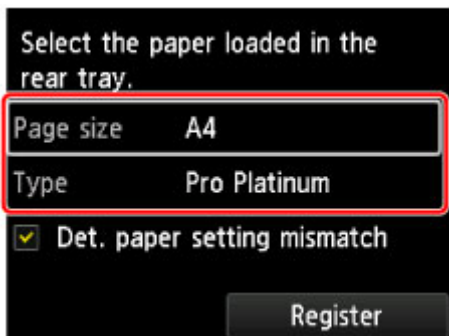 Select the paper loaded in the
rear tray.
Page size A4
Type Pro Platinum
Det. paper setting mismatch
Register